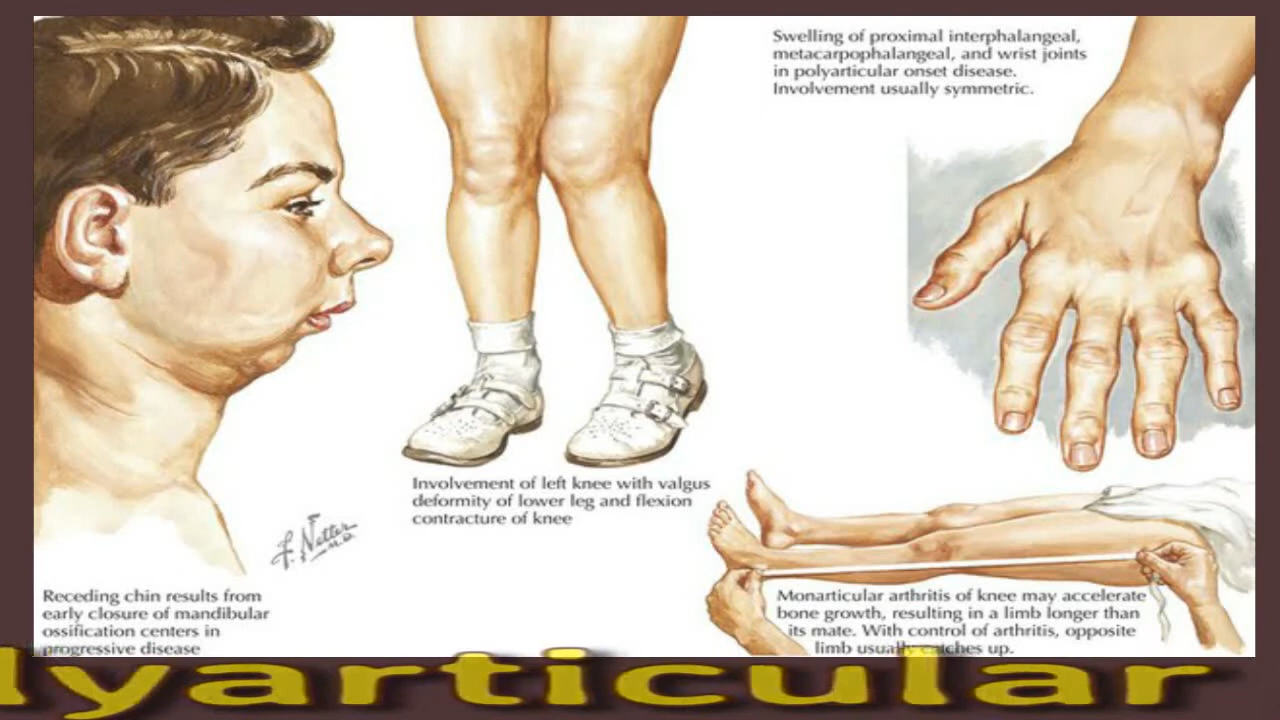 Swelling of proximal interphalangeal,
metacarpophalangeal, and wrist joints
in polyarticular onset disease.
Involvement usually symmetric.
Involvement of left knee with valgus
deformity of lower leg and flexion
contracture of knee
F. Netter
M.D.
Receding chin results from
early closure of mandibular
ossification centers in
progressive disease
Monarticular arthritis of knee may accelerate
bone growth, resulting in a limb longer than
its mate. With control of arthritis, opposite
limb usually catches up.
lyarticular